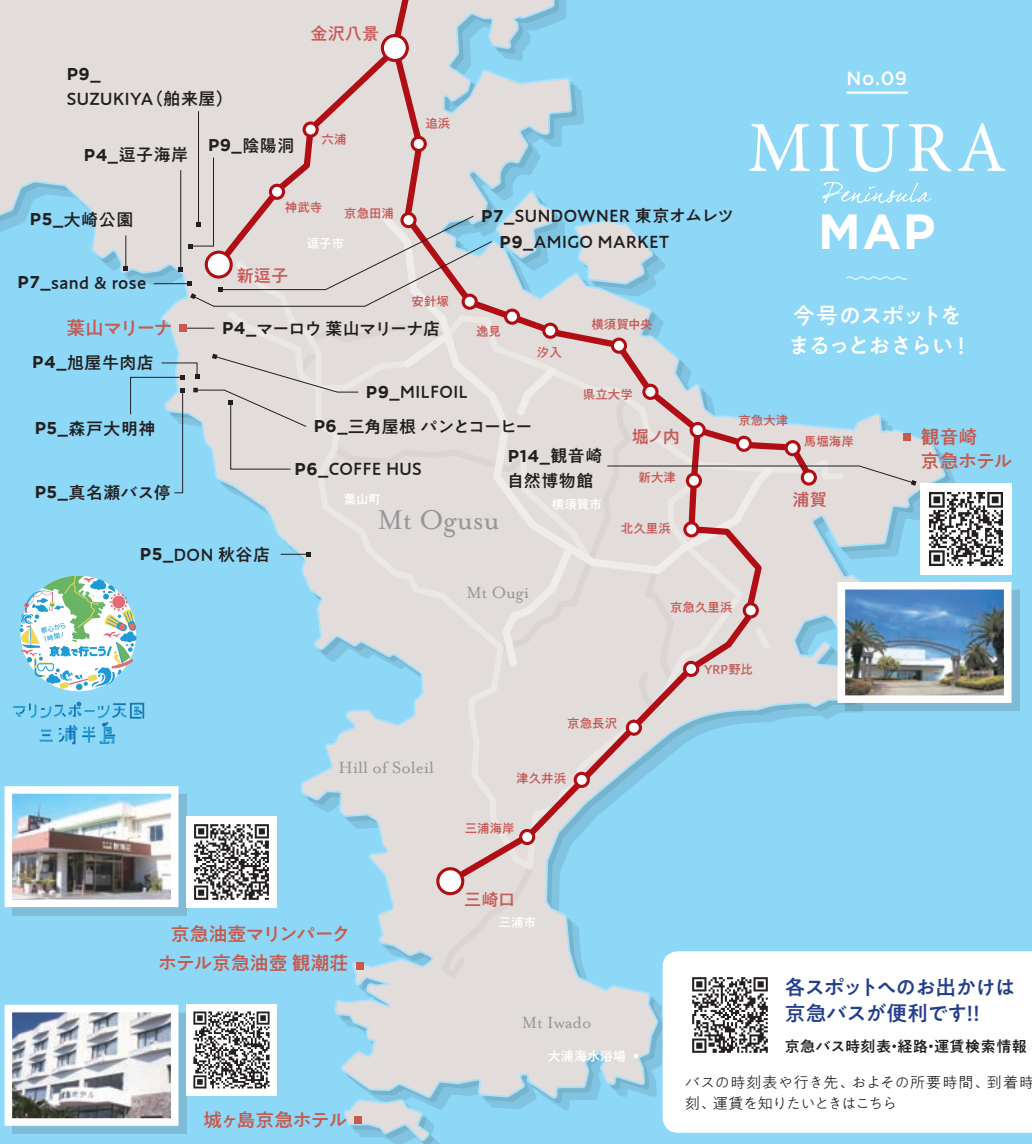 No.09
MIURA
Peninsula
MAP
今号のスポットを
まるっとおさらい!
金沢八景
P9_
SUZUKIYA(舶来屋)
追浜
六浦
P9_陰陽洞
P4_逗子海岸
神武寺
京急田浦
P7_SUNDOWNER 東京オムレツ
P5_大崎公園
逗子市
P9_AMIGO MARKET
新逗子
P7_sand & rose
安針塚
葉山マリーナ
P4_マーロウ 葉山マリーナ店
逸見
横須賀中央
汐入
P4_旭屋牛肉店
P9_MILFOIL
県立大学
京急大津
P5_森戸大明神
P6_三角屋根 パンとコーヒー
堀ノ内
馬堀海岸
観音崎
京急ホテル
P14_観音崎
自然博物館
P6_COFFE HUS
新大津
P5_真名瀬バス停
葉山町
横須賀市
浦賀
Mt Ogusu
北久里浜
P5_DON 秋谷店
Mt Ougi
京急久里浜
都心から
1時間!
京急で行こう!
YRP野比
マリンスポーツ天国
三浦半島
京急長沢
Hill of Soleil
津久井浜
三浦海岸
三崎口
三浦市
京急油壺マリンパーク
ホテル京急油壺 観潮荘
Mt Iwado
大浦海水浴場
城ヶ島京急ホテル
各スポットへのお出かけは
京急バスが便利です!!
京急バス時刻表・経路・運賃検索情報
バスの時刻表や行き先、およその所要時間、到着時
刻、運賃を知りたいときはこちら